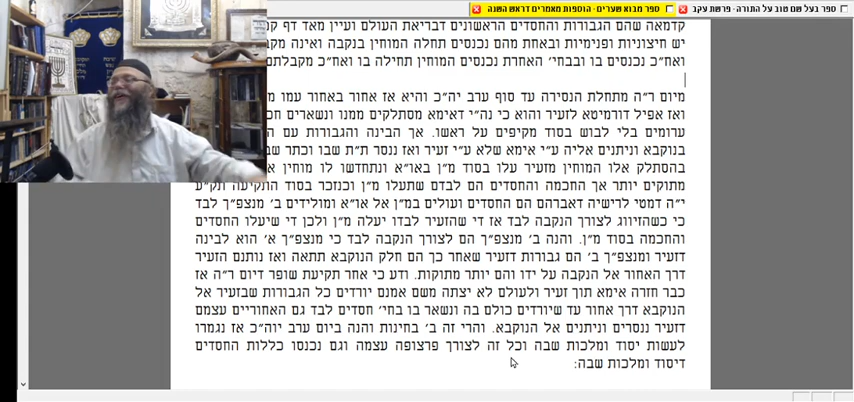 ספר מבוא שערים: הוספות מאמרים דראש השנה
ספר בעל שם טוב על התורה - פרשת עקב
קדמאה שהם הגבורות והחסדים הראשונים דבריאת העולם ועיין מאד דף
יש חיצוניות ופנימיות ובאחת מהם נכנסים תחלה המוחין בנקבה ואינה
ואח"כ נכנסים בו ובבחי' האחרת נכנסים המוחין תחילה בו ואח"כ מקבלתם
מיום ר"ה מתחלת הנסירה עד סוף ערב יה"כ והיא אז אחור באחור עמו
ואז אפיל דורמיטא לזעיר והוא כי נה"י דאימא מסתלקים ממנו ונשארים
ערומים בלי לבוש בסוד מקיפים על ראשו. אך הבינה והגבורות עם
בנוקבא וניתנים אליה ע"י אימא שלא ע"י זעיר ואז ננסר ת"ת שבו וכתר
בהסתלק אלו המוחין מזעיר עלו בסוד מ"ן באו"א ונתחדשו לו מוחין
מתוקים יותר אך החכמה והחסדים הם לבדם שתעלו מ"ן וכנזכר בסוד התקיעה תק"ע
י"ה דמטי לרישיה דאברהם הם החסדים ועולים במ"ן אל או"א ומולידים ב' מנצפ"ך לבד
כי כשהזיווג לצורך הנקבה לבד אז די שהזעיר לבדו יעלה מ"ן ולכן די שיעלו החסדים
והחכמה בסוד מ"ן. והנה ב' מנצפ"ך הם לצורך הנקבה לבד כי מנצפ"ך א' הוא לבינה
דזעיר ומנצפ"ך ב' הם גבורות דזעיר שאחר כך הם חלק הנוקבא תתאה ואז נותנם הזעיר
דרך האחור אל הנקבה על ידו והם יותר מתוקות. ודע כי אחר תקיעת שופר דיום ר"ה אז
כבר חזרה אימא תוך זעיר ולעולם לא יצתה משם אמנם יורדים כל הגבורות שבזעיר אל
הנוקבא דרך אחור עד שיורדים כולם בה ונשאר בו בחי' חסדים לבד גם האחוריים עצמם
דזעיר ננסרים וניתנים אל הנוקבא. והרי זה ב' בחינות והנה ביום ערב יוה"כ אז נגמרו
לעשות יסוד ומלכות שבה וכל זה לצורך פרצופה עצמה וגם נכנסו כללות החסדים
דיסוד ומלכות שבה: